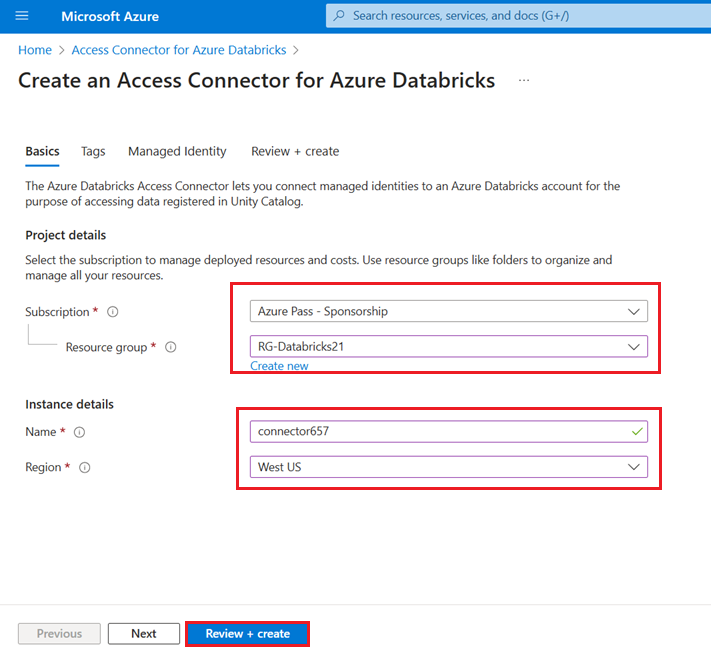 Microsoft Azure
Search resources, services, and docs (G+/)
Home > Access Connector for Azure Databricks >
Create an Access Connector for Azure Databricks ...
Basics Tags Managed Identity Review + create
The Azure Databricks Access Connector lets you connect managed identities to an Azure Databricks account for the
purpose of accessing data registered in Unity Catalog.
Project details
Select the subscription to manage deployed resources and costs. Use resource groups like folders to organize and
manage all your resources.
Subscription *
Azure Pass - Sponsorship
Resource group *
RG-Databricks21
Create new
Instance details
Name *
connector657
Region *
West US
Previous
Next
Review + create